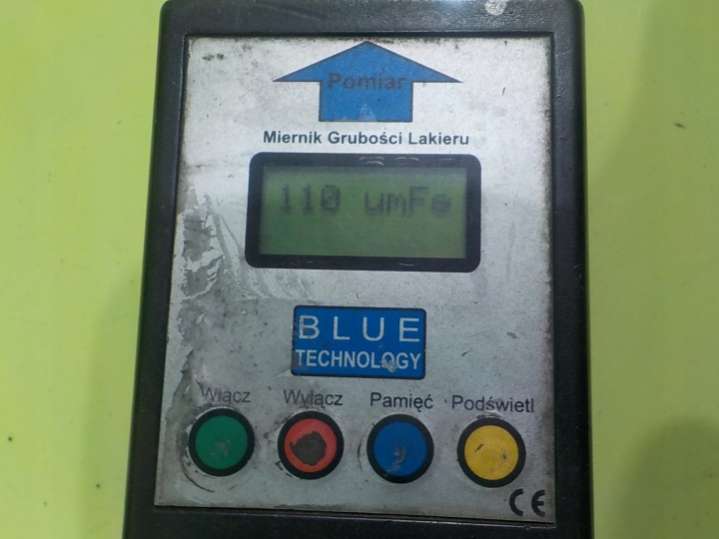 Pomiar
Miernik Grubości Lakieru
110 umFe
BLUE
TECHNOLOGY
Włącz Wyłącz Pamięć Podświetl
CE